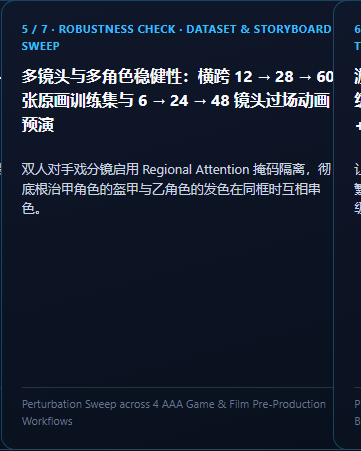 5 / 7 · ROBUSTNESS CHECK · DATASET & STORYBOARD
SWEEP
多镜头与多角色稳健性：横跨 12 → 28 → 60
张原画训练集与 6 → 24 → 48 镜头过场动画
预演
双人对手戏分镜启用 Regional Attention 掩码隔离，彻
底根治甲角色的盔甲与乙角色的发色在同框时互相串
色。
Perturbation Sweep across 4 AAA Game & Film Pre-Production
Workflows